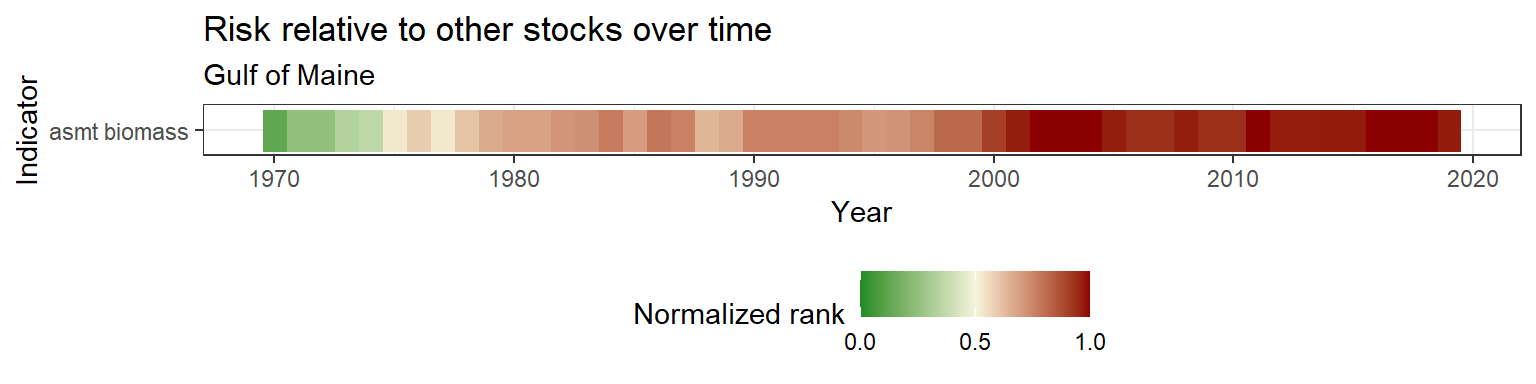 Risk relative to other stocks over time
Gulf of Maine
Indicator
asmt biomass
1970 1980 1990 2000 2010 2020
Year
Normalized rank
0.0 0.5 1.0